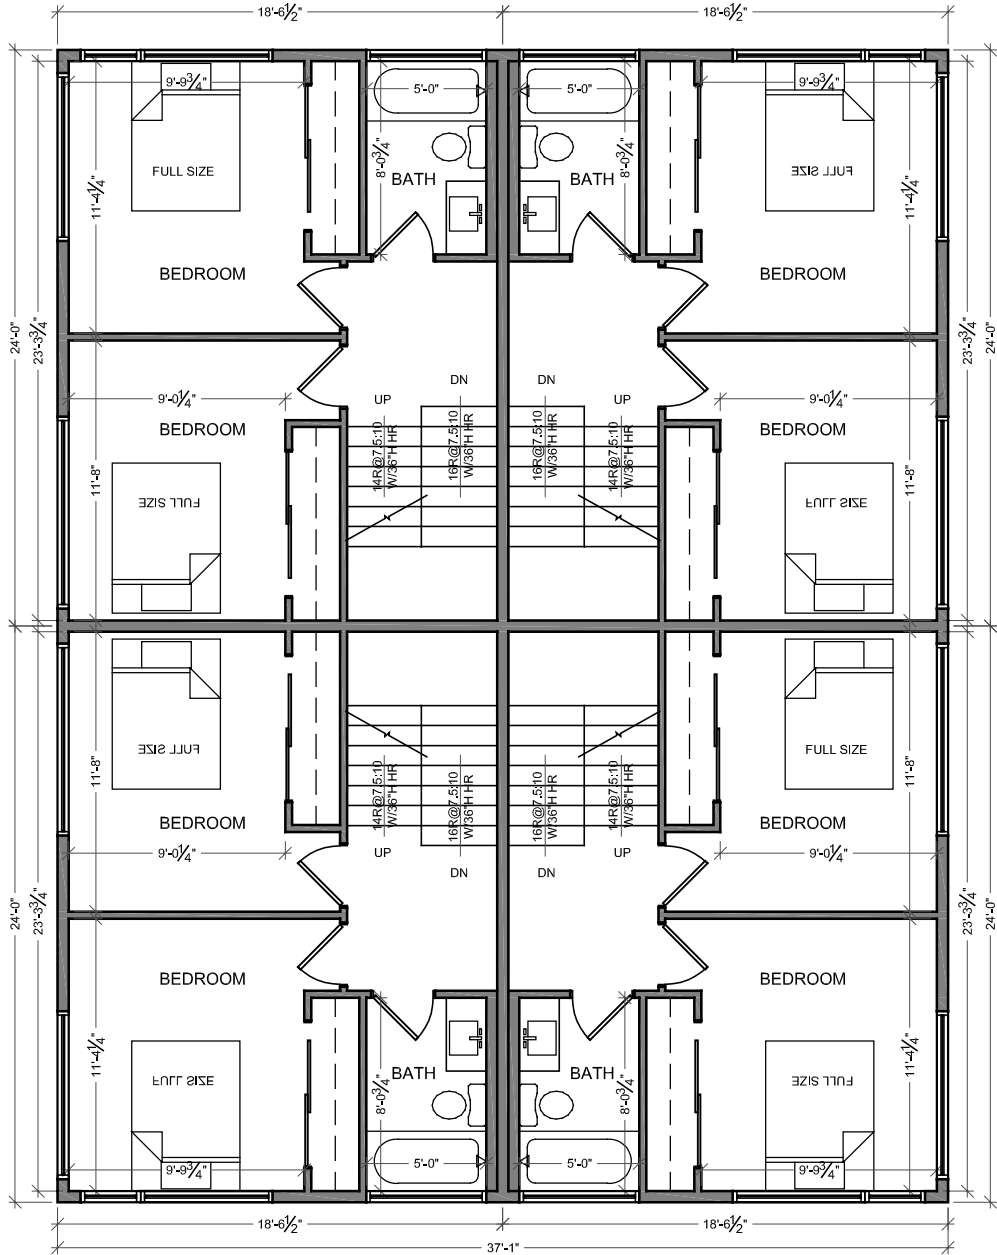 18'-6½" 18'-6½"
9'-9¾" 5'-0" 5'-0" 9'-9¾"
FULL SIZE BATH BATH FULL SIZE
11'-4¼" 8'-0¾" 8'-0¾" 11'-4¼"
BEDROOM BEDROOM
24'-0" 23'-3¾" 23'-3¾" 24'-0"
DN DN
9'-0¼" UP UP 9'-0¼"
BEDROOM BEDROOM
14R@7.5:10 16R@7.5:10 16R@7.5:10 14R@7.5:10
W/36"H HR W/36"H HR W/36"H HR W/36"H HR
11'-8" 11'-8"
FULL SIZE FULL SIZE
FULL SIZE FULL SIZE
11'-8" 11'-8"
14R@7.5:10 16R@7.5:10 16R@7.5:10 14R@7.5:10
W/36"H HR W/36"H HR W/36"H HR W/36"H HR
BEDROOM BEDROOM
9'-0¼" UP UP 9'-0¼"
DN DN
24'-0" 23'-3¾" 23'-3¾" 24'-0"
BEDROOM BEDROOM
11'-4¼" 11'-4¼"
FULL SIZE BATH BATH FULL SIZE
8'-0¾" 8'-0¾"
9'-9¾" 5'-0" 5'-0" 9'-9¾"
18'-6½" 18'-6½"
37'-1"